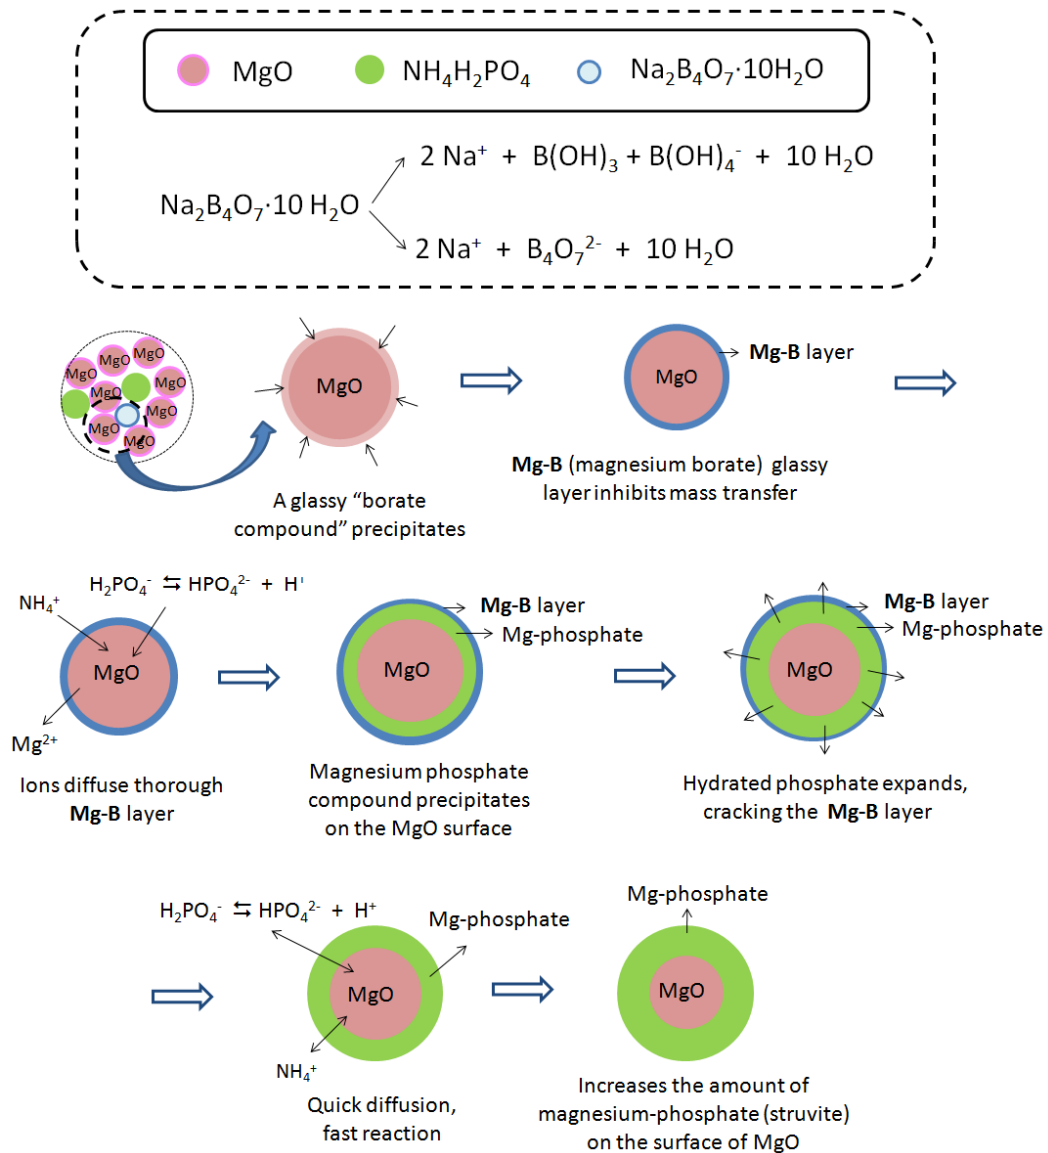 MgO NH₄H₂PO₄ Na₂B₄O₇·10H₂O
2 Na⁺ + B(OH)₃ + B(OH)₄⁻ + 10 H₂O
Na₂B₄O₇·10 H₂O
2 Na⁺ + B₄O₇²⁻ + 10 H₂O
MgO
MgO
MgO
MgO
MgO
MgO
MgO
MgO
MgO
MgO
A glassy “borate
compound” precipitates
MgO
Mg-B layer
Mg-B (magnesium borate) glassy
layer inhibits mass transfer
H₂PO₄⁻ ⇆ HPO₄²⁻ + H⁺
NH₄⁺
MgO
Mg²⁺
Ions diffuse thorough
Mg-B layer
Mg-B layer
Mg-phosphate
MgO
Magnesium phosphate
compound precipitates
on the MgO surface
Mg-B layer
Mg-phosphate
MgO
Hydrated phosphate expands,
cracking the Mg-B layer
H₂PO₄⁻ ⇆ HPO₄²⁻ + H⁺
Mg-phosphate
MgO
NH₄⁺
Quick diffusion,
fast reaction
Mg-phosphate
MgO
Increases the amount of
magnesium-phosphate (struvite)
on the surface of MgO